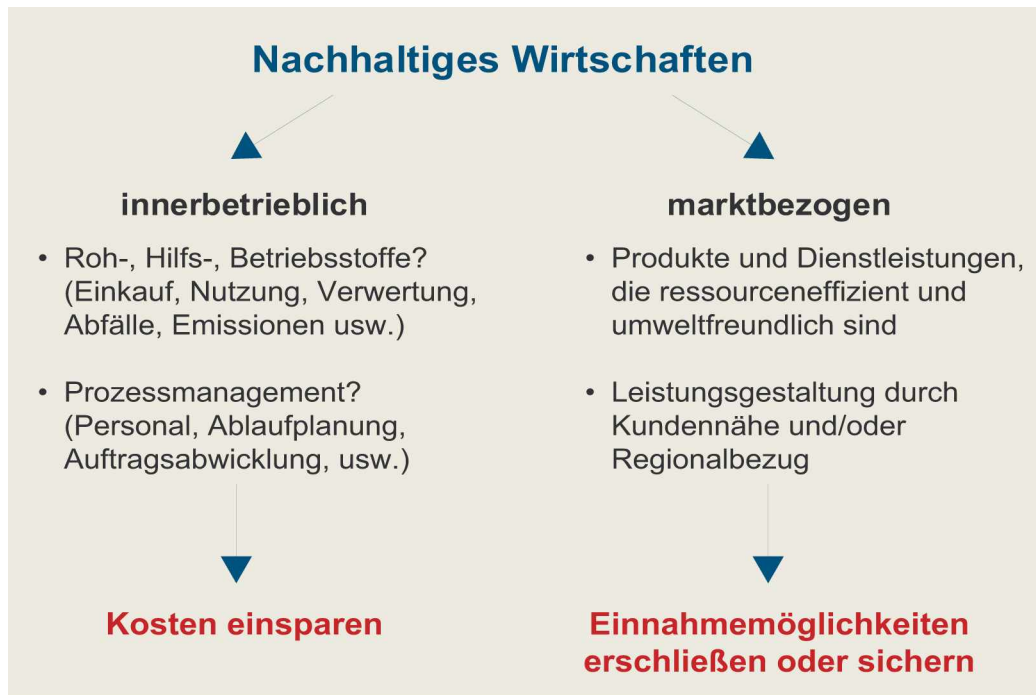 Nachhaltiges Wirtschaften
innerbetrieblich
• Roh-, Hilfs-, Betriebsstoffe?
(Einkauf, Nutzung, Verwertung,
Abfälle, Emissionen usw.)
• Prozessmanagement?
(Personal, Ablaufplanung,
Auftragsabwicklung, usw.)
Kosten einsparen
marktbezogen
• Produkte und Dienstleistungen,
die ressourceneffizient und
umweltfreundlich sind
• Leistungsgestaltung durch
Kundennähe und/oder
Regionalbezug
Einnahmemöglichkeiten
erschließen oder sichern